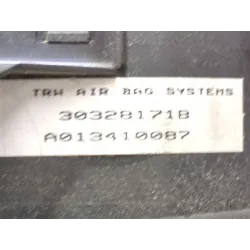 TRW AIR BAG SYSTEMS
303281718
A013410087